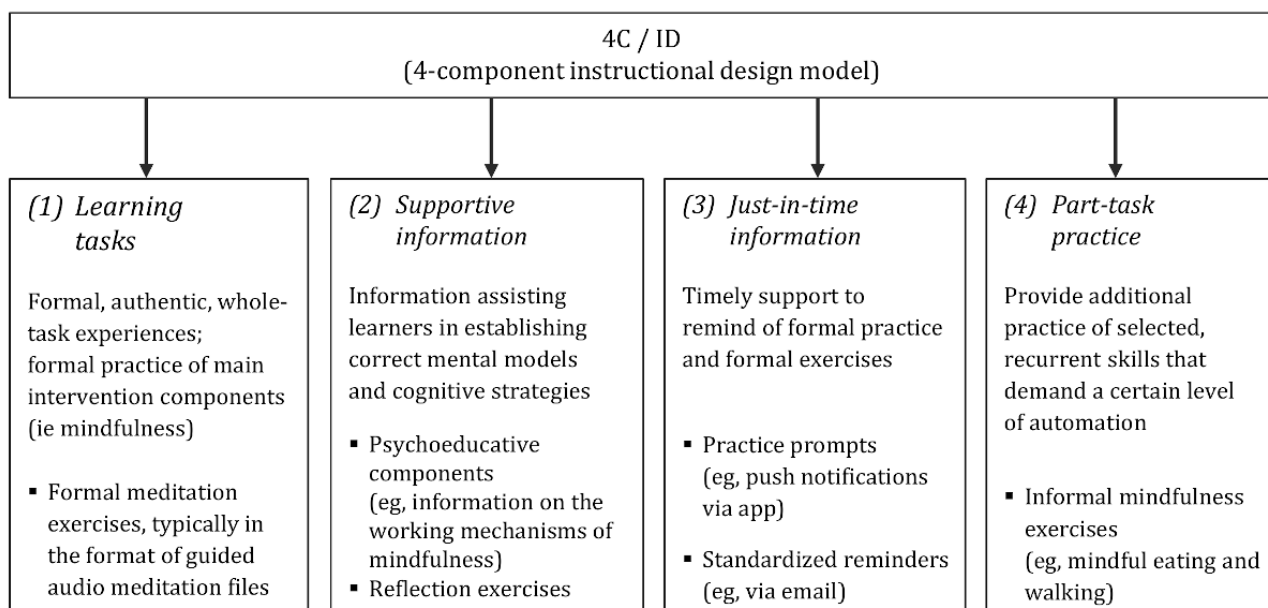 4C / ID
(4-component instructional design model)
(1) Learning
tasks
Formal, authentic, whole-
task experiences;
formal practice of main
intervention components
(ie mindfulness)
▪ Formal meditation
exercises, typically in
the format of guided
audio meditation files
(2) Supportive
information
Information assisting
learners in establishing
correct mental models
and cognitive strategies
▪ Psychoeducative
components
(eg, information on the
working mechanisms of
mindfulness)
▪ Reflection exercises
(3) Just-in-time
information
Timely support to
remind of formal practice
and formal exercises
▪ Practice prompts
(eg, push notifications
via app)
▪ Standardized reminders
(eg, via email)
(4) Part-task
practice
Provide additional
practice of selected,
recurrent skills that
demand a certain level
of automation
▪ Informal mindfulness
exercises
(eg, mindful eating and
walking)